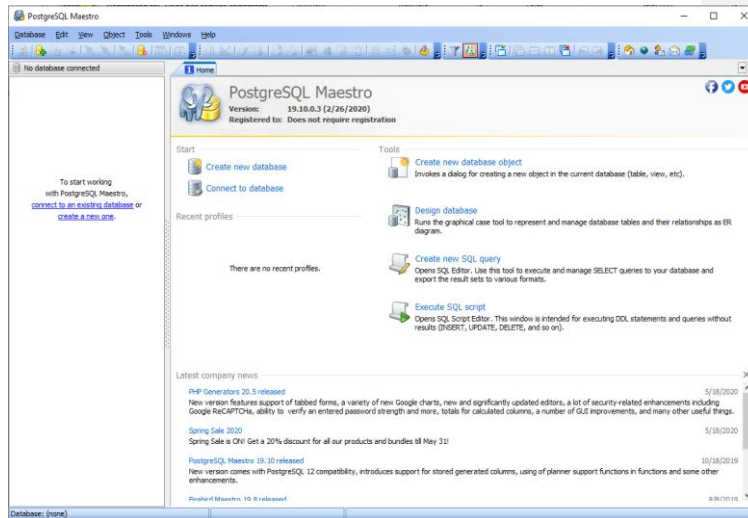 PostgreSQL Maestro
Database Edit View Object Tools Windows Help
No database connected
Home
PostgreSQL Maestro
Version: 19.10.0.3 (2/26/2020)
Registered to: Does not require registration
To start working
with PostgreSQL Maestro,
connect to an existing database or
create a new one.
Start
Create new database
Connect to database
Recent profiles
There are no recent profiles.
Tools
Create new database object
Invokes a dialog for creating a new object in the current database (table, view, etc).
Design database
Runs the graphical case tool to represent and manage database tables and their relationships as ER
diagram.
Create new SQL query
Opens SQL Editor. Use this tool to execute and manage SELECT queries to your database and
export the result sets to various formats.
Execute SQL script
Opens SQL Script Editor. This window is intended for executing DDL statements and queries without
results (INSERT, UPDATE, DELETE, and so on).
Latest company news
PHP Generators 20.5 released 5/18/2020
New version features support of tabbed forms, a variety of new Google charts, new and significantly updated editors, a lot of security-related enhancements including
Google ReCAPTCHA, ability to verify an entered password strength and more, totals for calculated columns, a number of GUI improvements, and many other useful things.
Spring Sale 2020 5/18/2020
Spring Sale is ON! Get a 20% discount for all our products and bundles till May 31!
PostgreSQL Maestro 19.10 released 10/18/2019
New version comes with PostgreSQL 12 compatibility, introduces support for stored generated columns, using of planner support functions in functions and some other
enhancements.
Firebird Maestro 19.8 released 8/8/2019
Database: (none)